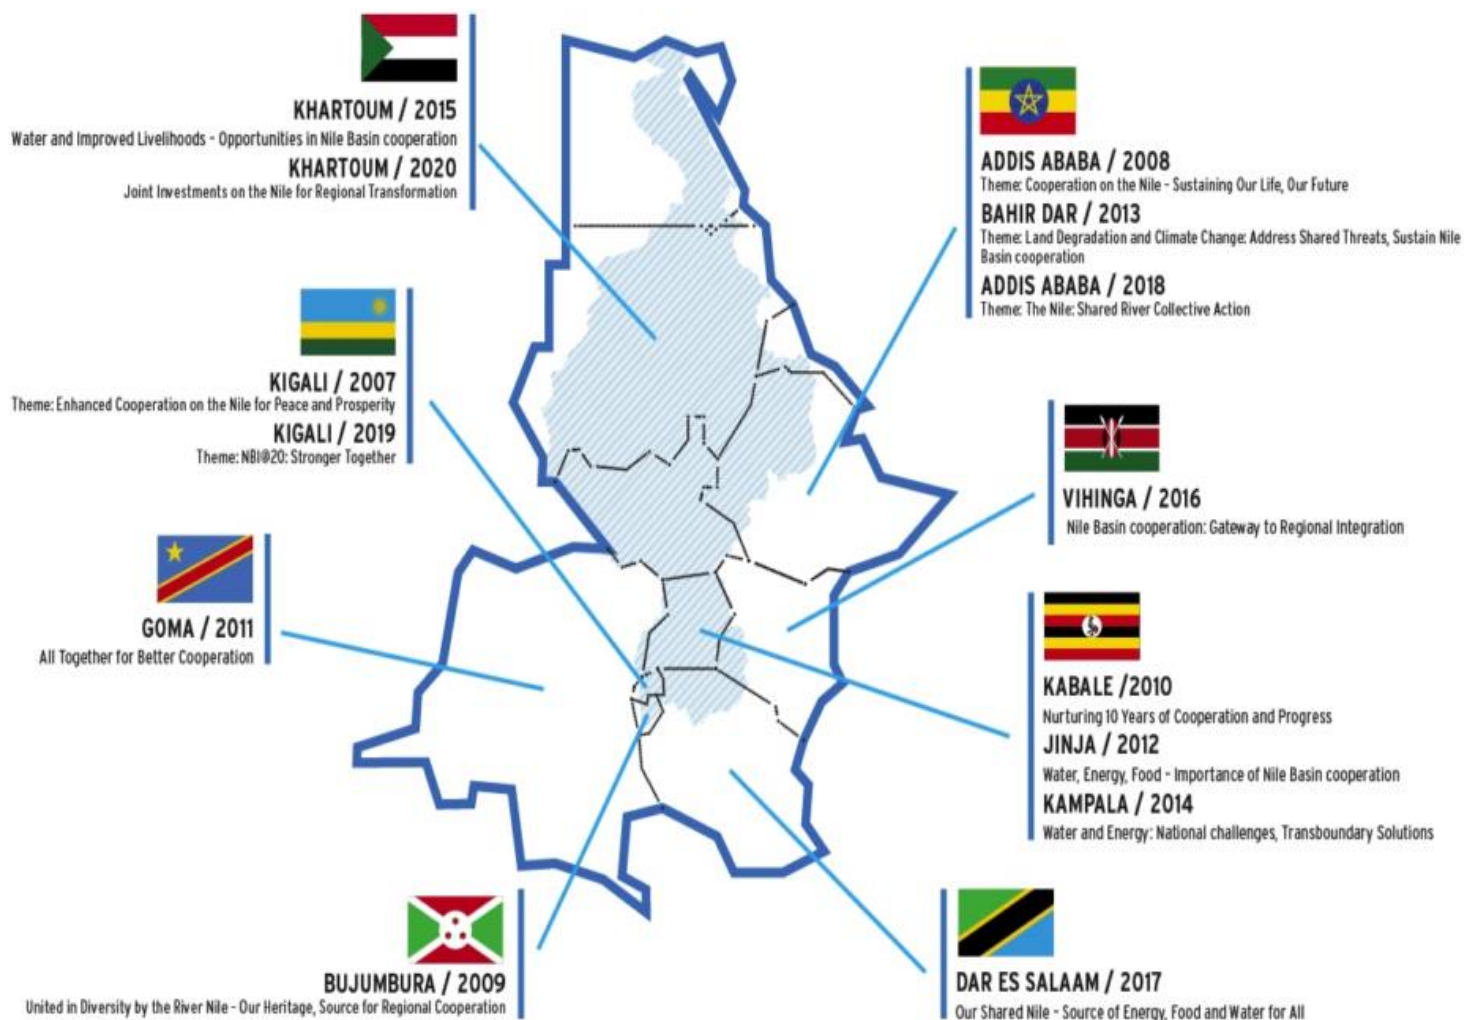 KHARTOUM / 2015
Water and Improved Livelihoods - Opportunities in Nile Basin cooperation
KHARTOUM / 2020
Joint Investments on the Nile for Regional Transformation
ADDIS ABABA / 2008
Theme: Cooperation on the Nile - Sustaining Our Life, Our Future
BAHIR DAR / 2013
Theme: Land Degradation and Climate Change: Address Shared Threats, Sustain Nile
Basin cooperation
ADDIS ABABA / 2018
Theme: The Nile: Shared River Collective Action
KIGALI / 2007
Theme: Enhanced Cooperation on the Nile for Peace and Prosperity
KIGALI / 2019
Theme: NBI@20: Stronger Together
VIHINGA / 2016
Nile Basin cooperation: Gateway to Regional Integration
GOMA / 2011
All Together for Better Cooperation
KABALE /2010
Nurturing 10 Years of Cooperation and Progress
JINJA / 2012
Water, Energy, Food - Importance of Nile Basin cooperation
KAMPALA / 2014
Water and Energy: National challenges, Transboundary Solutions
BUJUMBURA / 2009
United in Diversity by the River Nile - Our Heritage, Source for Regional Cooperation
DAR ES SALAAM / 2017
Our Shared Nile - Source of Energy, Food and Water for All